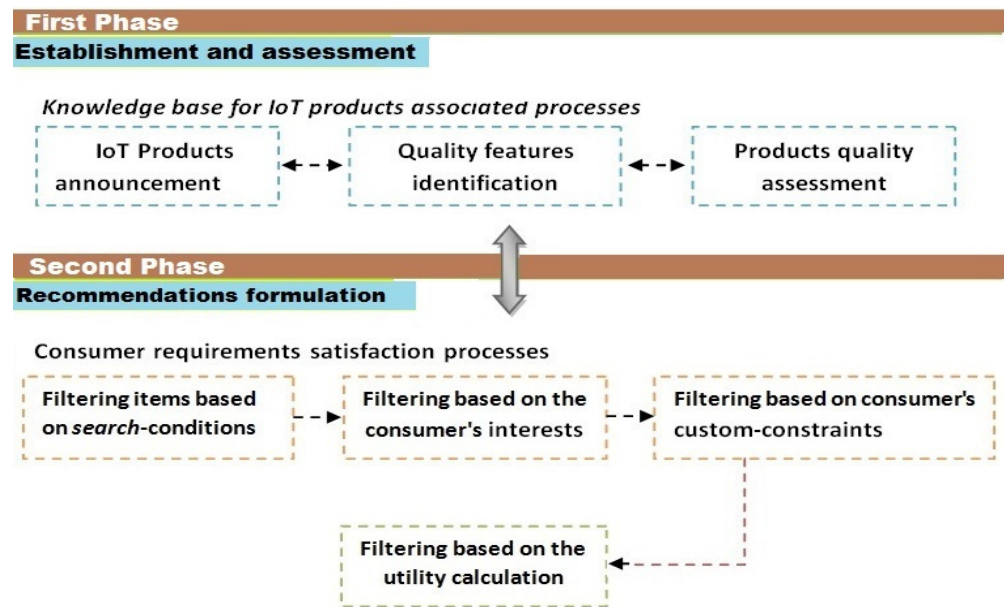 First Phase
Establishment and assessment
Knowledge base for IoT products associated processes
IoT Products
announcement
Quality features
identification
Products quality
assessment
Second Phase
Recommendations formulation
Consumer requirements satisfaction processes
Filtering items based
on search-conditions
Filtering based on the
consumer's interests
Filtering based on consumer's
custom-constraints
Filtering based on the
utility calculation